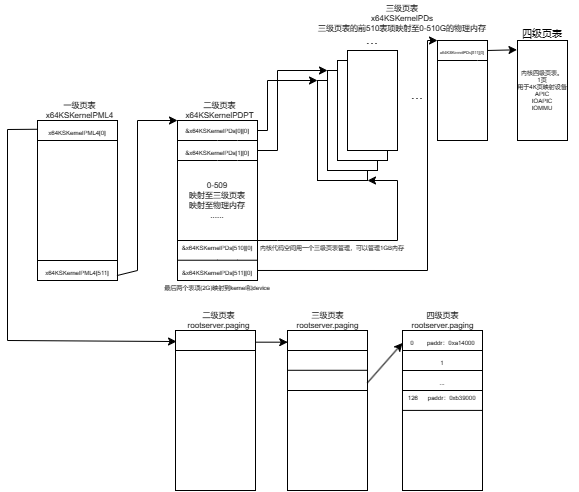 三级页表
x64KSKernelPDs
三级页表的前510表项映射至0-510G的物理内存
...
四级页表
x64KSKernelPDs[511][0]
内核四级页表。
1页
用于4K页映射设备
APIC
IOAPIC
IOMMU
...
一级页表
x64KSKernelPML4
x64KSKernelPML4[0]
x64KSKernelPML4[511]
二级页表
x64KSKernelPDPT
&x64KSKernelPDs[0][0]
&x64KSKernelPDs[1][0]
0-509
映射至三级页表
映射至物理内存
......
&x64KSKernelPDs[510][0]
内核代码空间用一个三级页表管理，可以管理1GB内存
&x64KSKernelPDs[511][0]
最后两个表项(2G)映射到kernel和device
二级页表
rootserver.paging
三级页表
rootserver.paging
四级页表
rootserver.paging
0 paddr: 0xa14000
1
...
126 paddr: 0xb39000